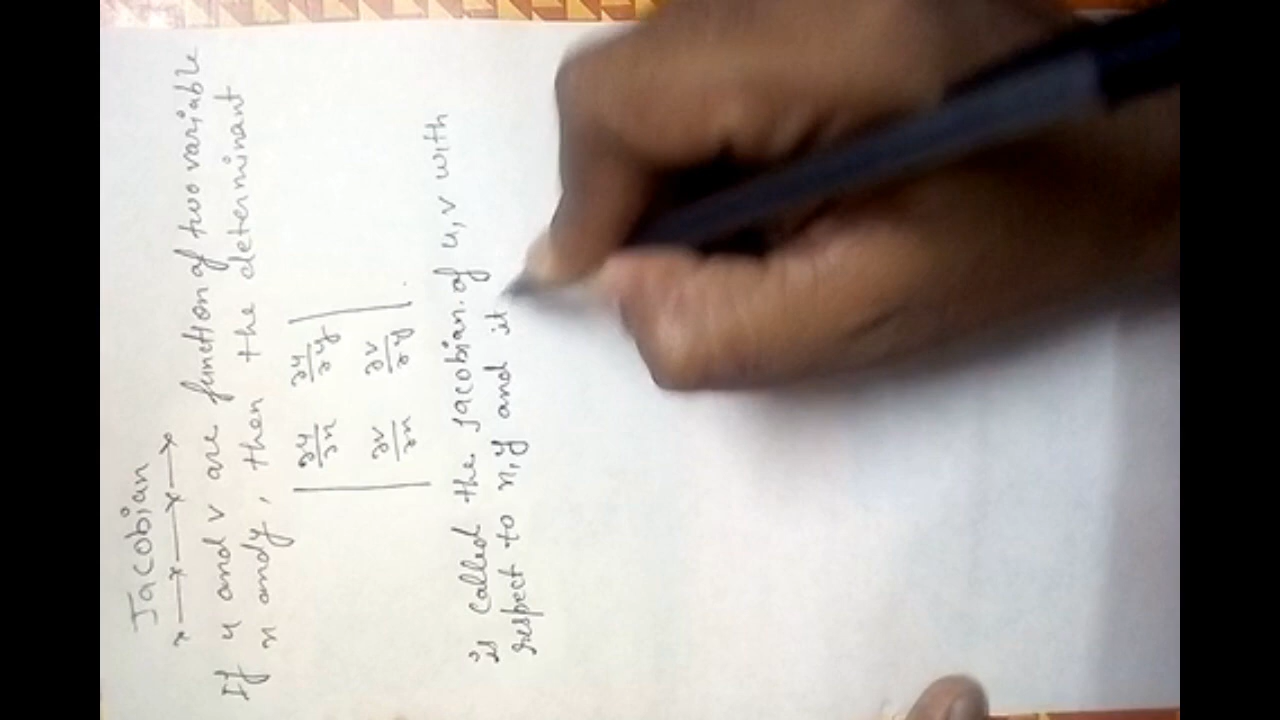 Jacobian
If u and v are function of two variable
x and y, then the determinant
| ∂u/∂x ∂u/∂y |
| ∂v/∂x ∂v/∂y | .
is called the Jacobian of u, v with
respect to x, y and it